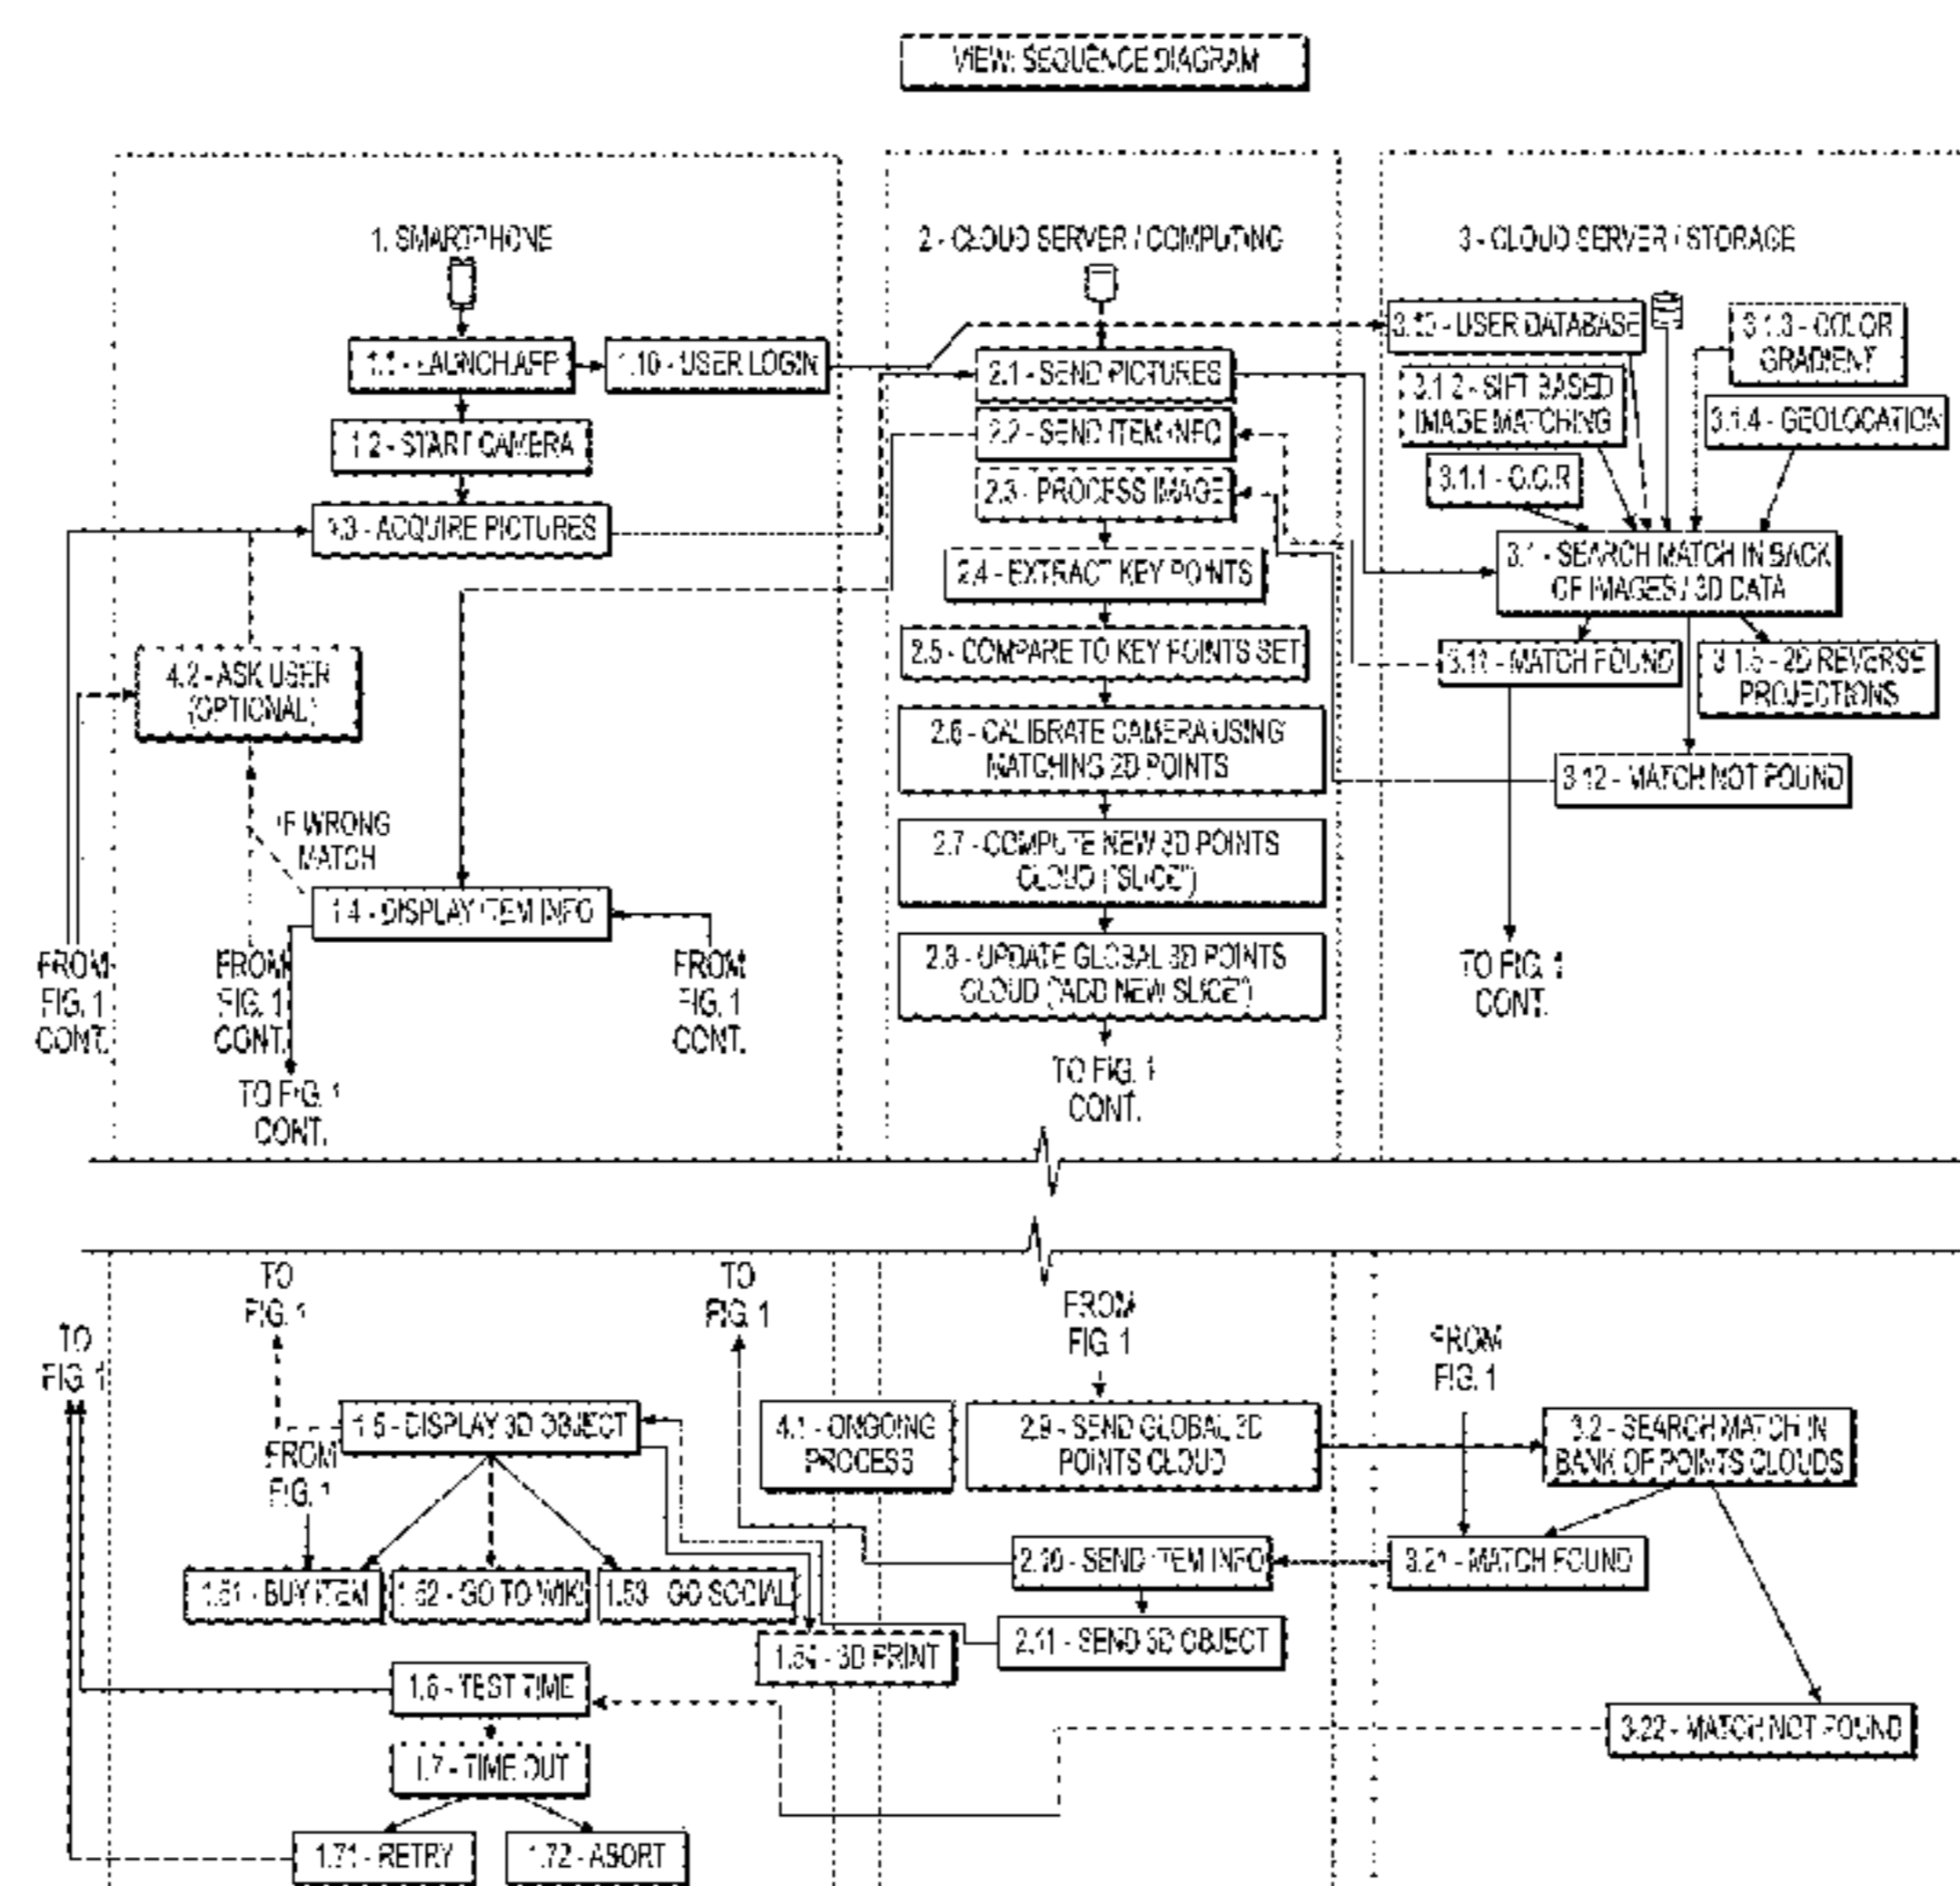 VIEW: SEQUENCE DIAGRAM
1. SMARTPHONE
2 - CLOUD SERVER / COMPUTING
3 - CLOUD SERVER / STORAGE
1.1 - LAUNCH APP
1.10 - USER LOGIN
1.2 - START CAMERA
1.3 - ACQUIRE PICTURES
4.2 - ASK USER
(OPTIONAL)
IF WRONG
MATCH
1.4 - DISPLAY ITEM INFO
FROM
FIG. 1
CONT.
FROM
FIG. 1
CONT.
FROM
FIG. 1
CONT.
TO FIG. 1
CONT.
2.1 - SEND PICTURES
2.2 - SEND ITEM INFO
2.3 - PROCESS IMAGE
2.4 - EXTRACT KEY POINTS
2.5 - COMPARE TO KEY POINTS SET
2.6 - CALIBRATE CAMERA USING
MATCHING 2D POINTS
2.7 - COMPUTE NEW 3D POINTS
CLOUD ("SLICE")
2.8 - UPDATE GLOBAL 3D POINTS
CLOUD ("ADD NEW SLICE")
TO FIG. 1
CONT.
USER DATABASE
3.1.3 - COLOR
GRADIENT
3.1.2 - SIFT BASED
IMAGE MATCHING
3.1.4 - GEOLOCATION
3.1.1 - O.C.R
3.1 - SEARCH MATCH IN BACK
OF IMAGES / 3D DATA
3.11 - MATCH FOUND
3.1.5 - 2D REVERSE
PROJECTIONS
3.12 - MATCH NOT FOUND
TO FIG. 1
CONT.
TO
FIG. 1
TO
FIG. 1
TO
FIG. 1
FROM
FIG. 1
FROM
FIG. 1
1.5 - DISPLAY 3D OBJECT
FROM
FIG. 1
4.1 - ONGOING
PROCESS
2.9 - SEND GLOBAL 3D
POINTS CLOUD
3.2 - SEARCH MATCH IN
BANK OF POINTS CLOUDS
1.51 - BUY ITEM
1.52 - GO TO WIKI
1.53 - GO SOCIAL
2.10 - SEND ITEM INFO
3.21 - MATCH FOUND
1.54 - 3D PRINT
2.11 - SEND 3D OBJECT
1.6 - TEST TIME
3.22 - MATCH NOT FOUND
1.7 - TIME OUT
1.71 - RETRY
1.72 - ABORT